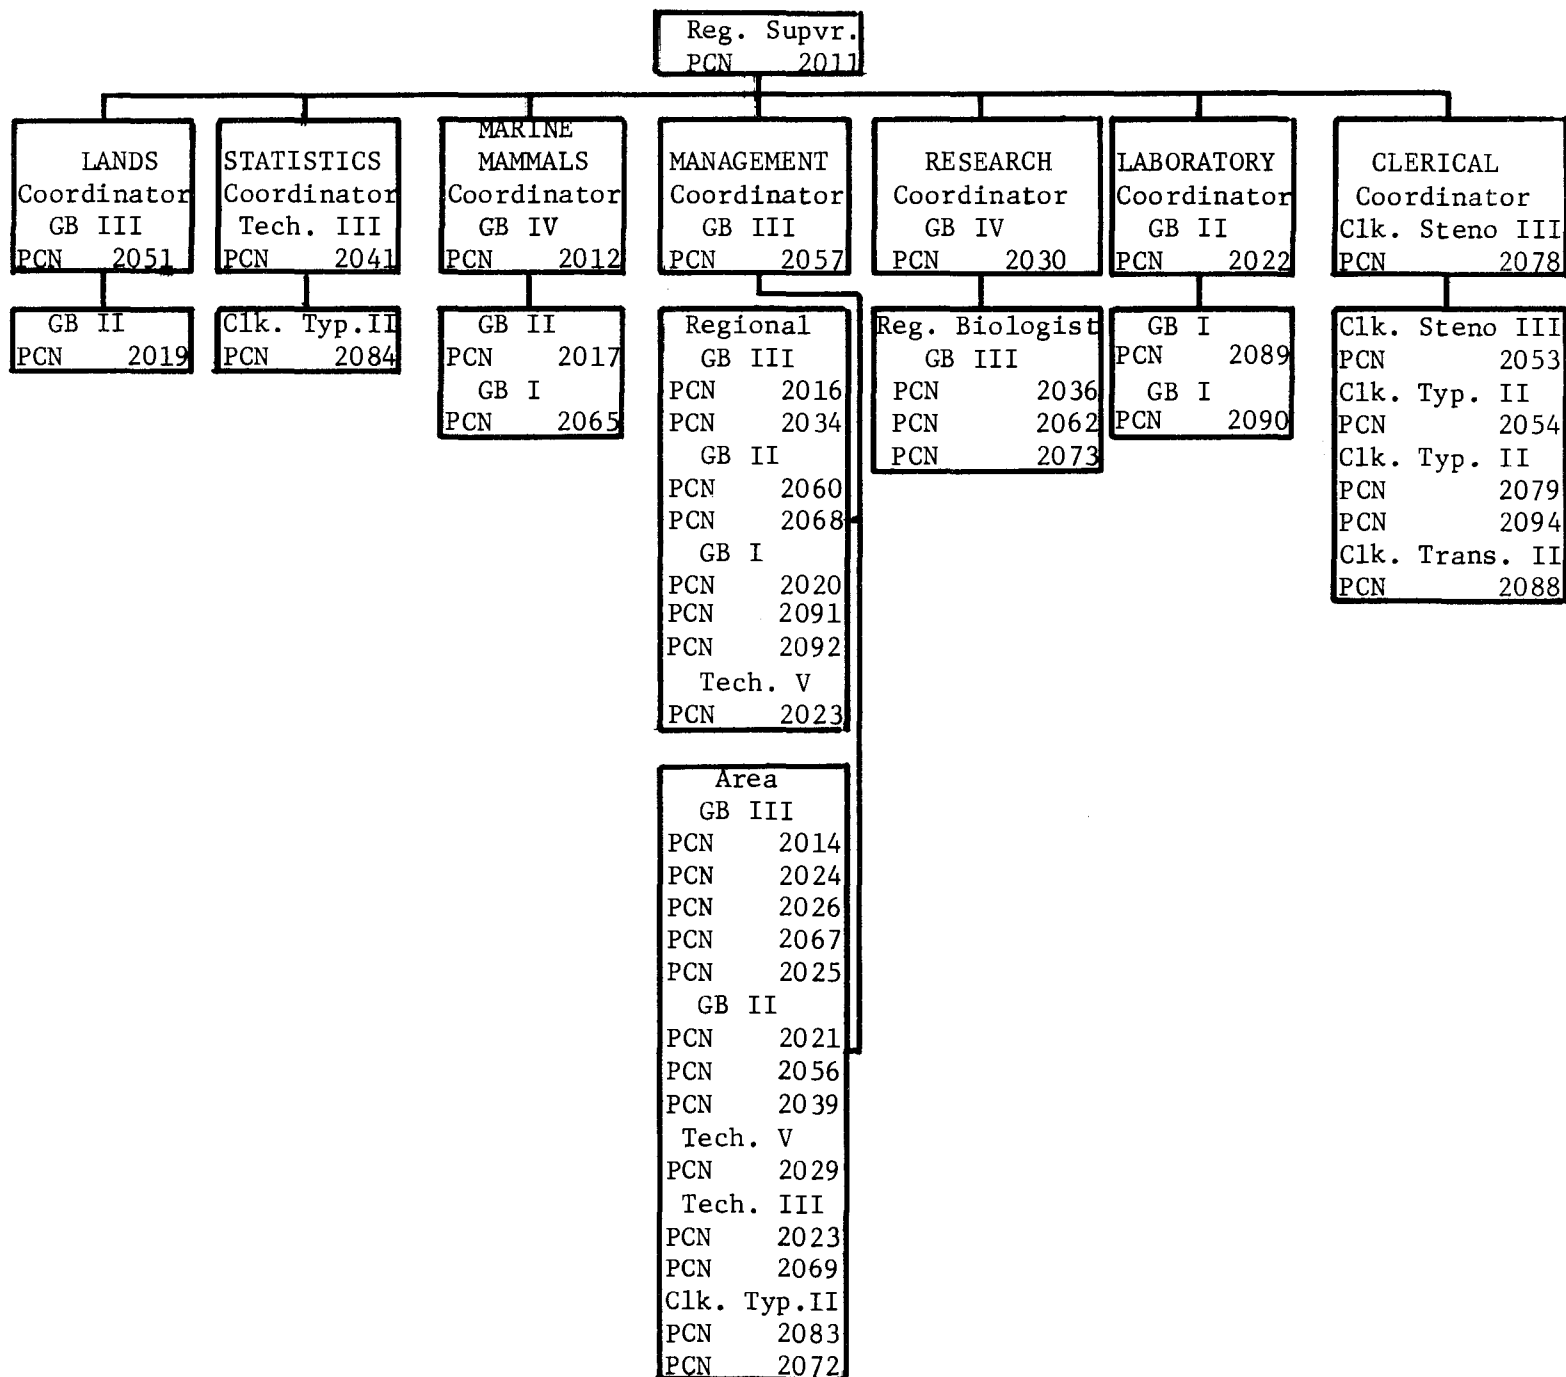 Reg. Supvr.
PCN 2011
LANDS
Coordinator
GB III
PCN 2051
STATISTICS
Coordinator
Tech. III
PCN 2041
MARINE
MAMMALS
Coordinator
GB IV
PCN 2012
MANAGEMENT
Coordinator
GB III
PCN 2057
RESEARCH
Coordinator
GB IV
PCN 2030
LABORATORY
Coordinator
GB II
PCN 2022
CLERICAL
Coordinator
Clk. Steno III
PCN 2078
GB II
PCN 2019
Clk. Typ.II
PCN 2084
GB II
PCN 2017
GB I
PCN 2065
Regional
GB III
PCN 2016
PCN 2034
GB II
PCN 2060
PCN 2068
GB I
PCN 2020
PCN 2091
PCN 2092
Tech. V
PCN 2023
Reg. Biologist
GB III
PCN 2036
PCN 2062
PCN 2073
GB I
PCN 2089
GB I
PCN 2090
Clk. Steno III
PCN 2053
Clk. Typ. II
PCN 2054
Clk. Typ. II
PCN 2079
PCN 2094
Clk. Trans. II
PCN 2088
Area
GB III
PCN 2014
PCN 2024
PCN 2026
PCN 2067
PCN 2025
GB II
PCN 2021
PCN 2056
PCN 2039
Tech. V
PCN 2029
Tech. III
PCN 2023
PCN 2069
Clk. Typ.II
PCN 2083
PCN 2072